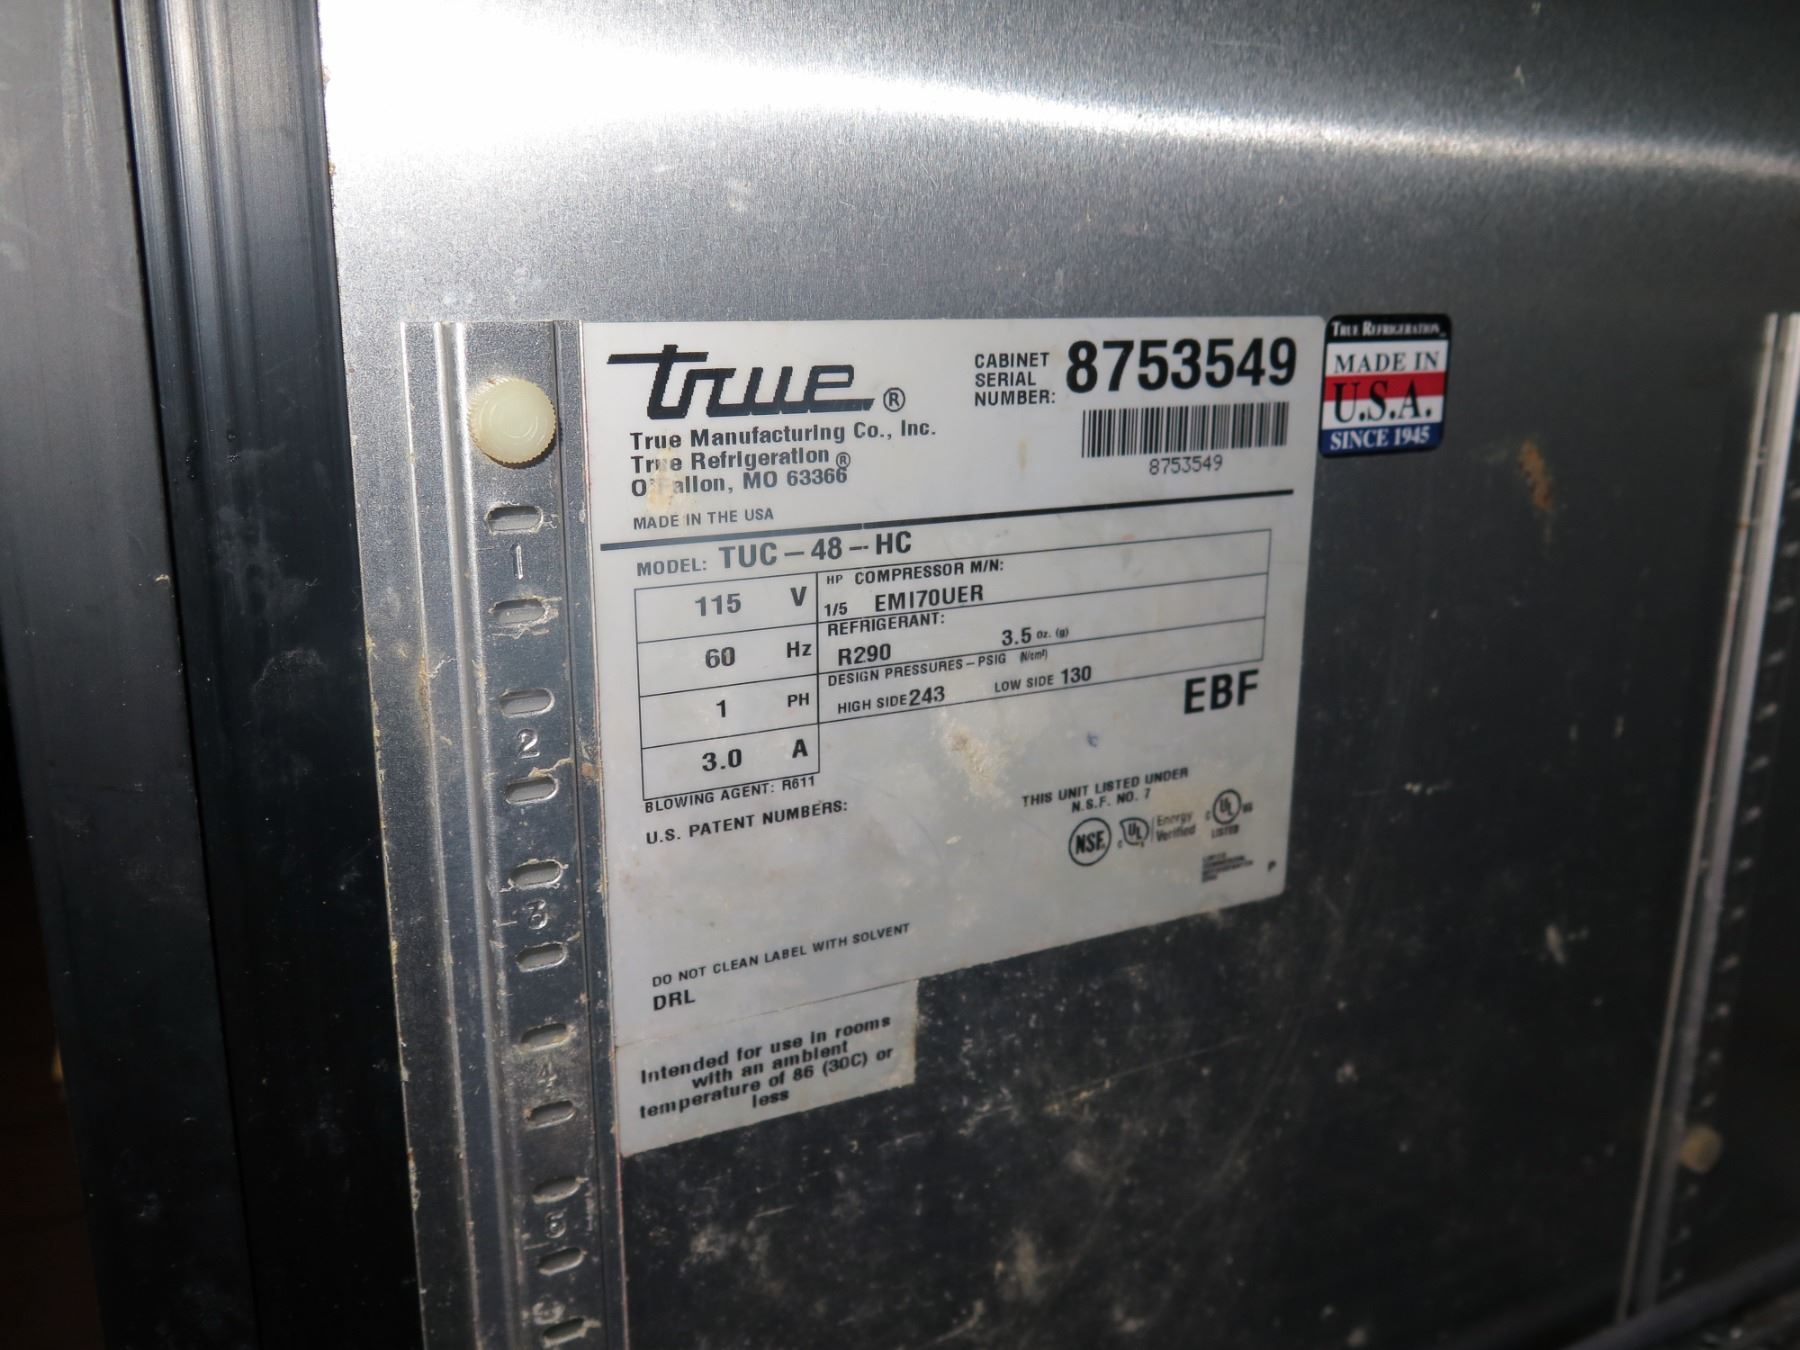 true®
True Manufacturing Co., Inc.
True Refrigeration®
O'Fallon, MO 63366
MADE IN THE USA
CABINET
SERIAL
NUMBER: 8753549
8753549
TRUE REFRIGERATION
MADE IN
U.S.A.
SINCE 1945
MODEL: TUC-48-HC
115 V
60 Hz
1 PH
3.0 A
HP COMPRESSOR M/N:
1/5 EMI70UER
REFRIGERANT:
R290 3.5 oz. (g)
DESIGN PRESSURES-PSIG (N/cm²)
HIGH SIDE 243 LOW SIDE 130
EBF
BLOWING AGENT: R611
U.S. PATENT NUMBERS:
THIS UNIT LISTED UNDER
N.S.F. NO. 7
NSF.
C UL Energy
Verified
C UL US
LISTED
P
DO NOT CLEAN LABEL WITH SOLVENT
DRL
Intended for use in rooms
with an ambient
temperature of 86 (30C) or
less
1
2
3
4
5